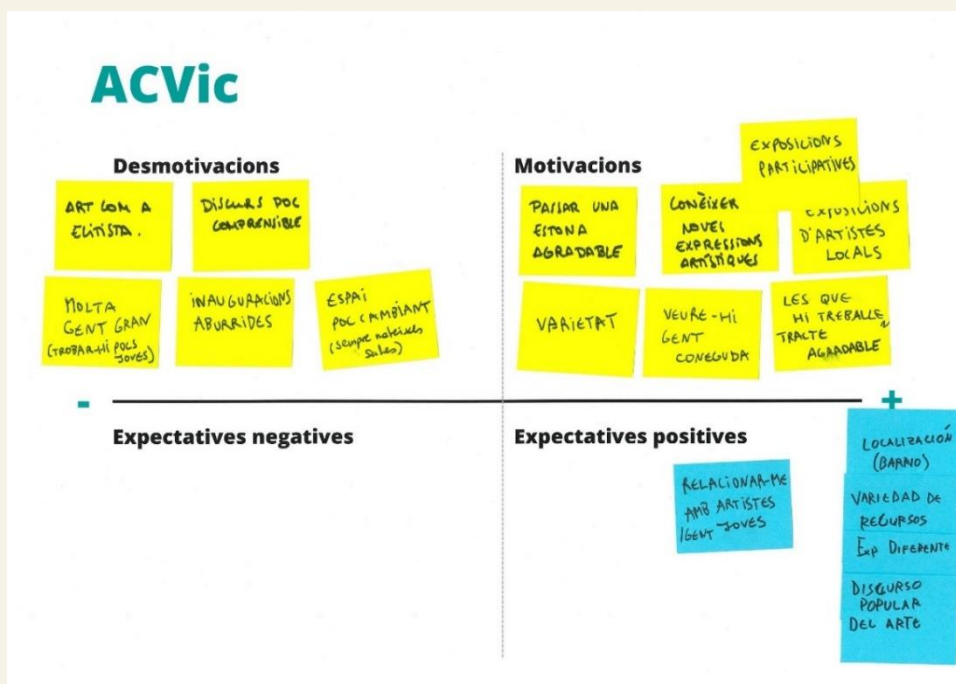 ACVic
Desmotivacions
ART COM A
ELITISTA.
DISCURS POC
COMPRENSIBLE
MOLTA
GENT GRAN
(TROBAR-HI POCS
JOVES)
INAUGURACIONS
ABURRIDES
ESPAI
POC CAMBIANT
(sempre mateixes
sales)
Motivacions
EXPOSICIONS
PARTICIPATIVES
PASSAR UNA
ESTONA
AGRADABLE
CONÈIXER
NOVES
EXPRESSIONS
ARTÍSTIQUES
EXPOSICIONS
D'ARTISTES
LOCALS
VARIETAT
VEURE-HI
GENT
CONEGUDA
LES QUE
HI TREBALLEN
TRACTE
AGRADABLE
- +
Expectatives negatives
Expectatives positives
RELACIONAR-ME
AMB ARTISTES
/GENT JOVES
LOCALIZACIÓN
(BARRIO)
VARIEDAD DE
RECURSOS
EXP DIFERENTE
DISCURSO
POPULAR
DEL ARTE